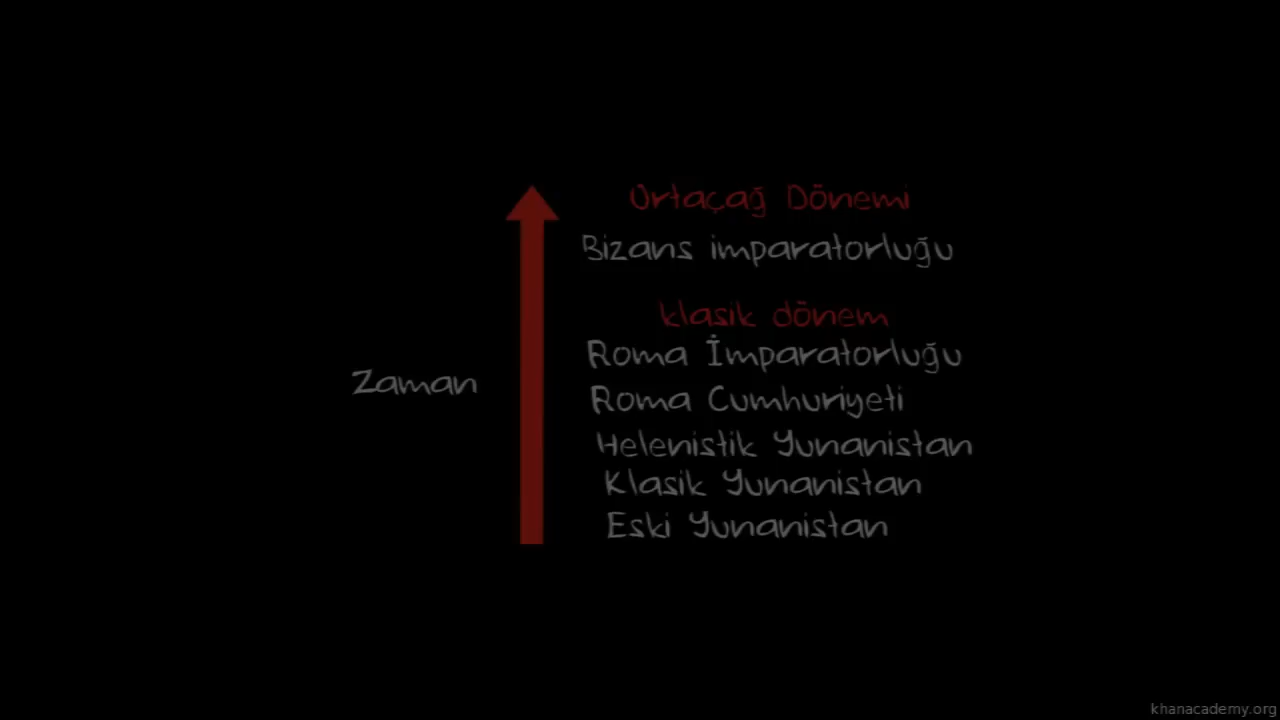 Ortaçağ Dönemi
Bizans imparatorluğu
klasik dönem
Roma İmparatorluğu
Zaman
Roma Cumhuriyeti
Helenistik Yunanistan
Klasik Yunanistan
Eski Yunanistan
khanacademy.org